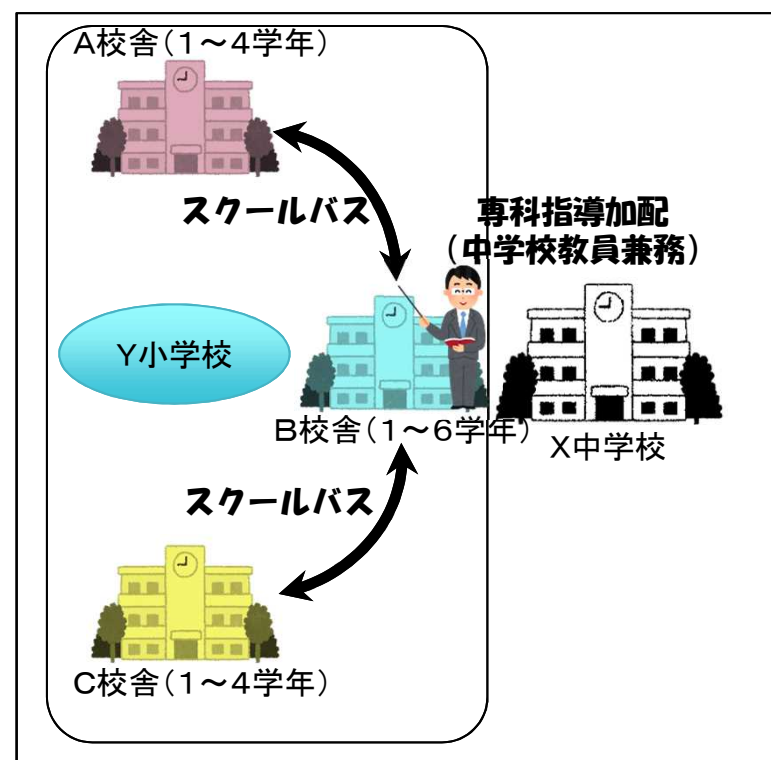 A校舎(1～4学年)
スクールバス
専科指導加配
(中学校教員兼務)
Y小学校
B校舎(1～6学年)
X中学校
スクールバス
C校舎(1～4学年)